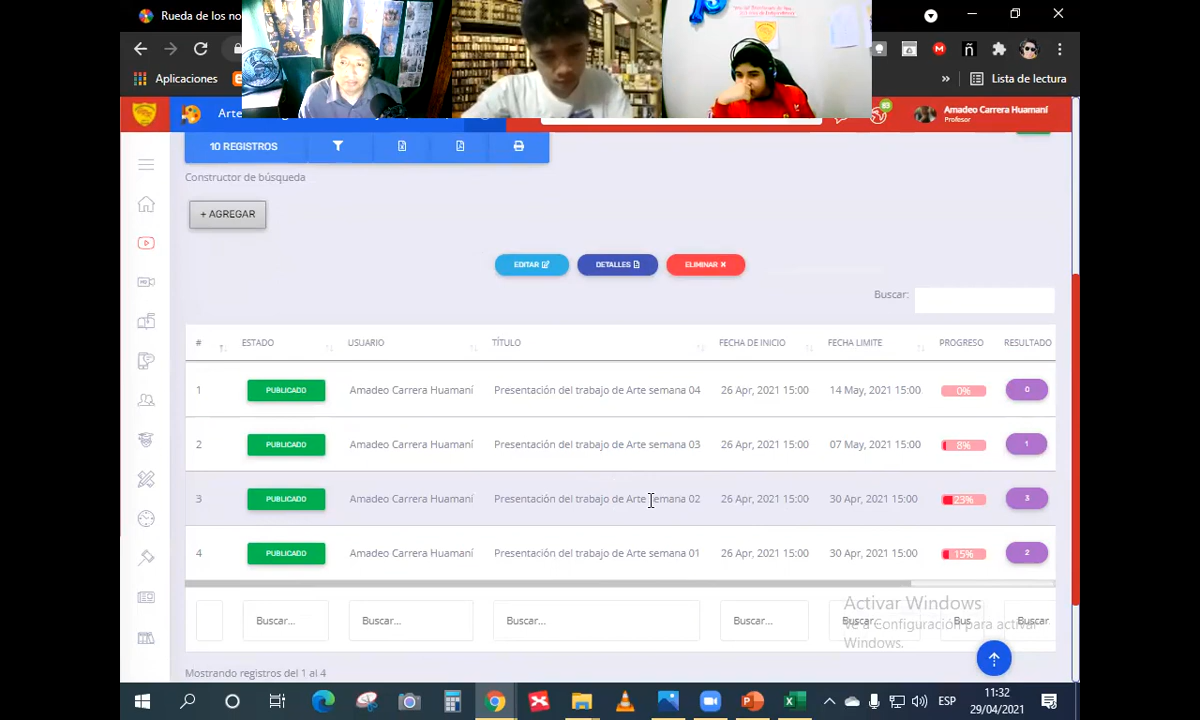 Rueda de los no
Aplicaciones
Lista de lectura
Arte
83
Amadeo Carrera Huamaní
Profesor
10 REGISTROS
Constructor de búsqueda
+ AGREGAR
EDITAR
DETALLES
ELIMINAR
Buscar:
# ESTADO USUARIO TÍTULO FECHA DE INICIO FECHA LIMITE PROGRESO RESULTADO
1 PUBLICADO Amadeo Carrera Huamaní Presentación del trabajo de Arte semana 04 26 Apr, 2021 15:00 14 May, 2021 15:00 0% 0
2 PUBLICADO Amadeo Carrera Huamaní Presentación del trabajo de Arte semana 03 26 Apr, 2021 15:00 07 May, 2021 15:00 8% 1
3 PUBLICADO Amadeo Carrera Huamaní Presentación del trabajo de Arte semana 02 26 Apr, 2021 15:00 30 Apr, 2021 15:00 23% 3
4 PUBLICADO Amadeo Carrera Huamaní Presentación del trabajo de Arte semana 01 26 Apr, 2021 15:00 30 Apr, 2021 15:00 15% 2
Buscar... Buscar... Buscar... Buscar... Buscar... Bus Buscar
Activar Windows
Ve a Configuración para activar
Windows.
Mostrando registros del 1 al 4
ESP
11:32
29/04/2021